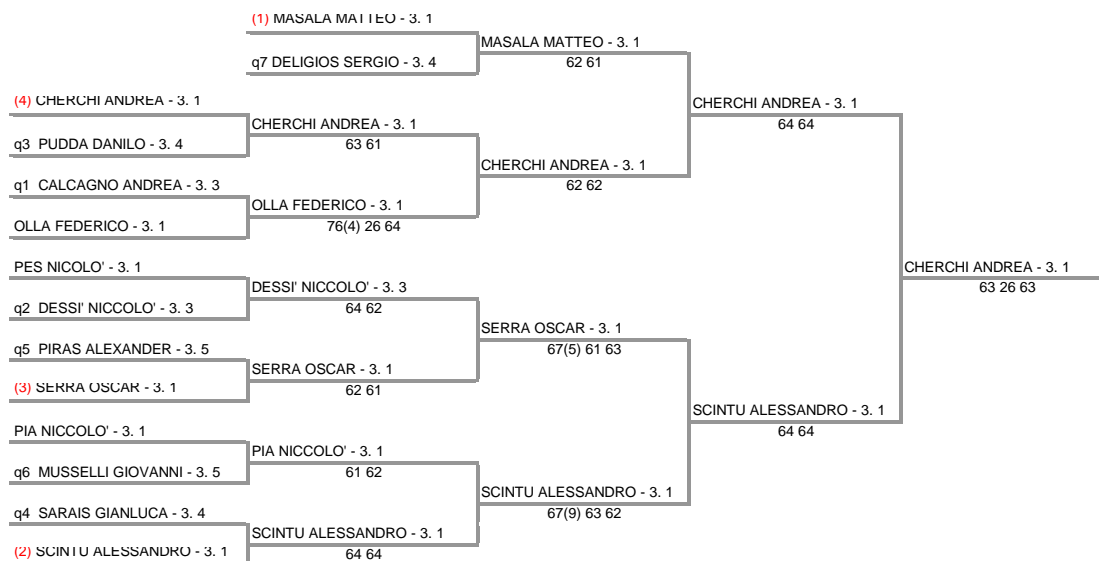 (1) MASALA MATTEO - 3. 1
q7 DELIGIOS SERGIO - 3. 4
(4) CHERCHI ANDREA - 3. 1
q3 PUDDA DANILO - 3. 4
q1 CALCAGNO ANDREA - 3. 3
OLLA FEDERICO - 3. 1
PES NICOLO' - 3. 1
q2 DESSI' NICCOLO' - 3. 3
q5 PIRAS ALEXANDER - 3. 5
(3) SERRA OSCAR - 3. 1
PIA NICCOLO' - 3. 1
q6 MUSSELLI GIOVANNI - 3. 5
q4 SARAIS GIANLUCA - 3. 4
(2) SCINTU ALESSANDRO - 3. 1
CHERCHI ANDREA - 3. 1
63 61
OLLA FEDERICO - 3. 1
76(4) 26 64
DESSI' NICCOLO' - 3. 3
64 62
SERRA OSCAR - 3. 1
62 61
PIA NICCOLO' - 3. 1
61 62
SCINTU ALESSANDRO - 3. 1
64 64
MASALA MATTEO - 3. 1
62 61
CHERCHI ANDREA - 3. 1
62 62
SERRA OSCAR - 3. 1
67(5) 61 63
SCINTU ALESSANDRO - 3. 1
67(9) 63 62
CHERCHI ANDREA - 3. 1
64 64
SCINTU ALESSANDRO - 3. 1
64 64
CHERCHI ANDREA - 3. 1
63 26 63